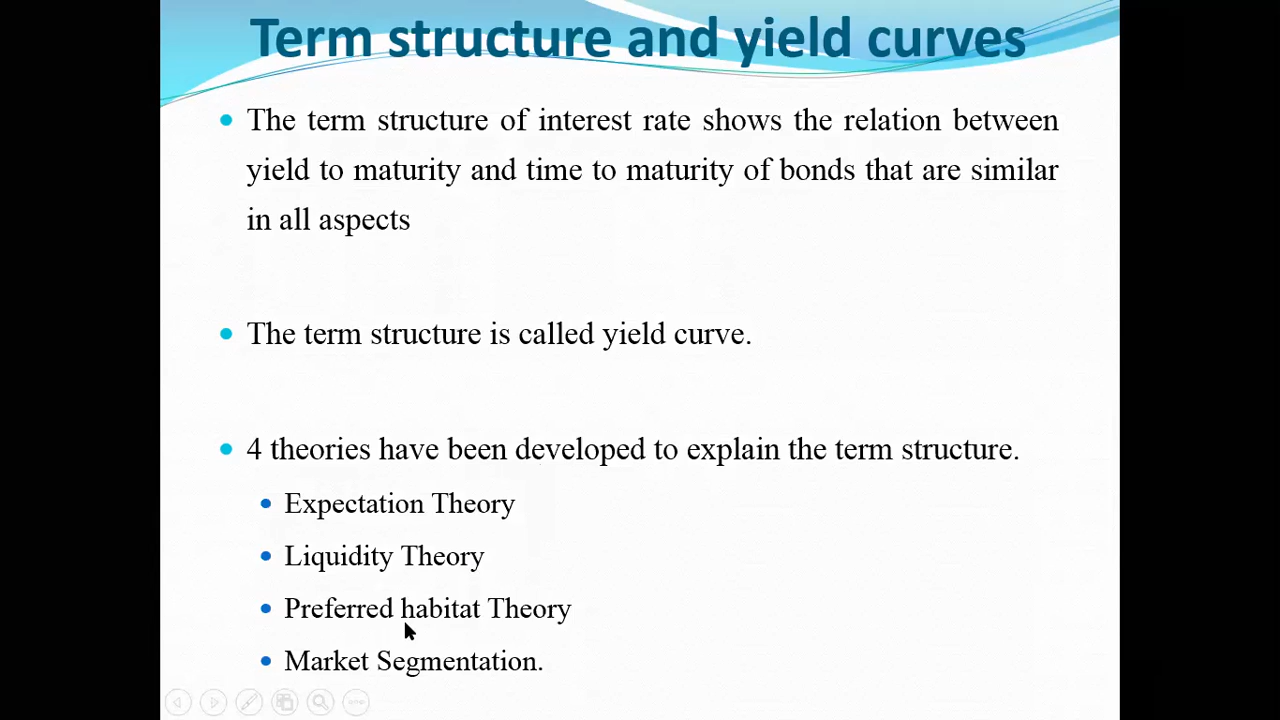 Term structure and yield curves
The term structure of interest rate shows the relation between
yield to maturity and time to maturity of bonds that are similar
in all aspects
The term structure is called yield curve.
4 theories have been developed to explain the term structure.
Expectation Theory
Liquidity Theory
Preferred habitat Theory
Market Segmentation.